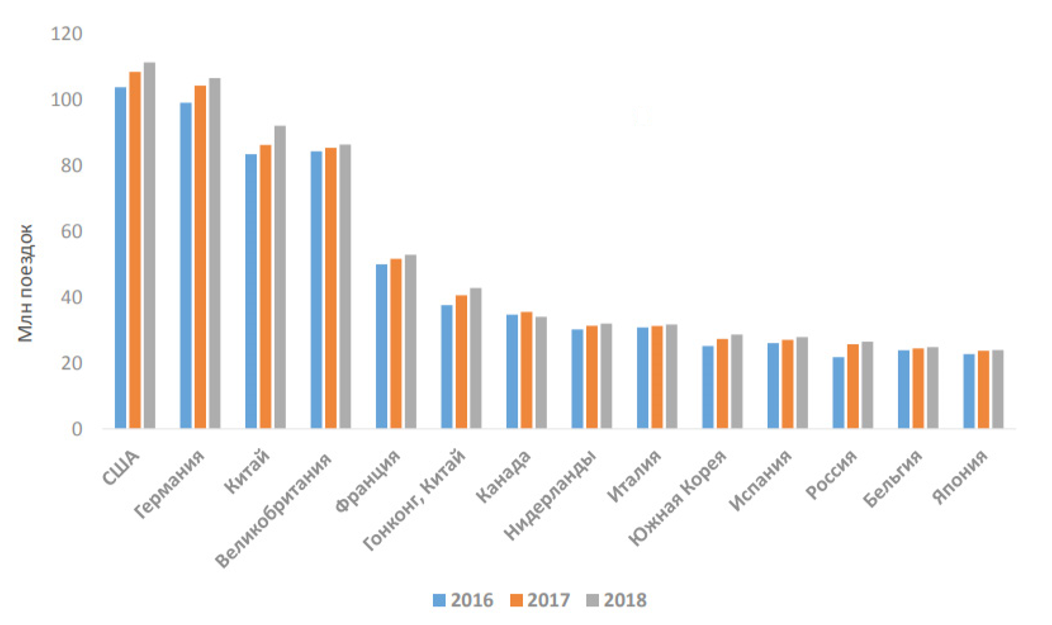 120
100
80
60
40
20
0
Млн поездок
США
Германия
Китай
Великобритания
Франция
Гонконг, Китай
Канада
Нидерланды
Италия
Южная Корея
Испания
Россия
Бельгия
Япония
2016 2017 2018